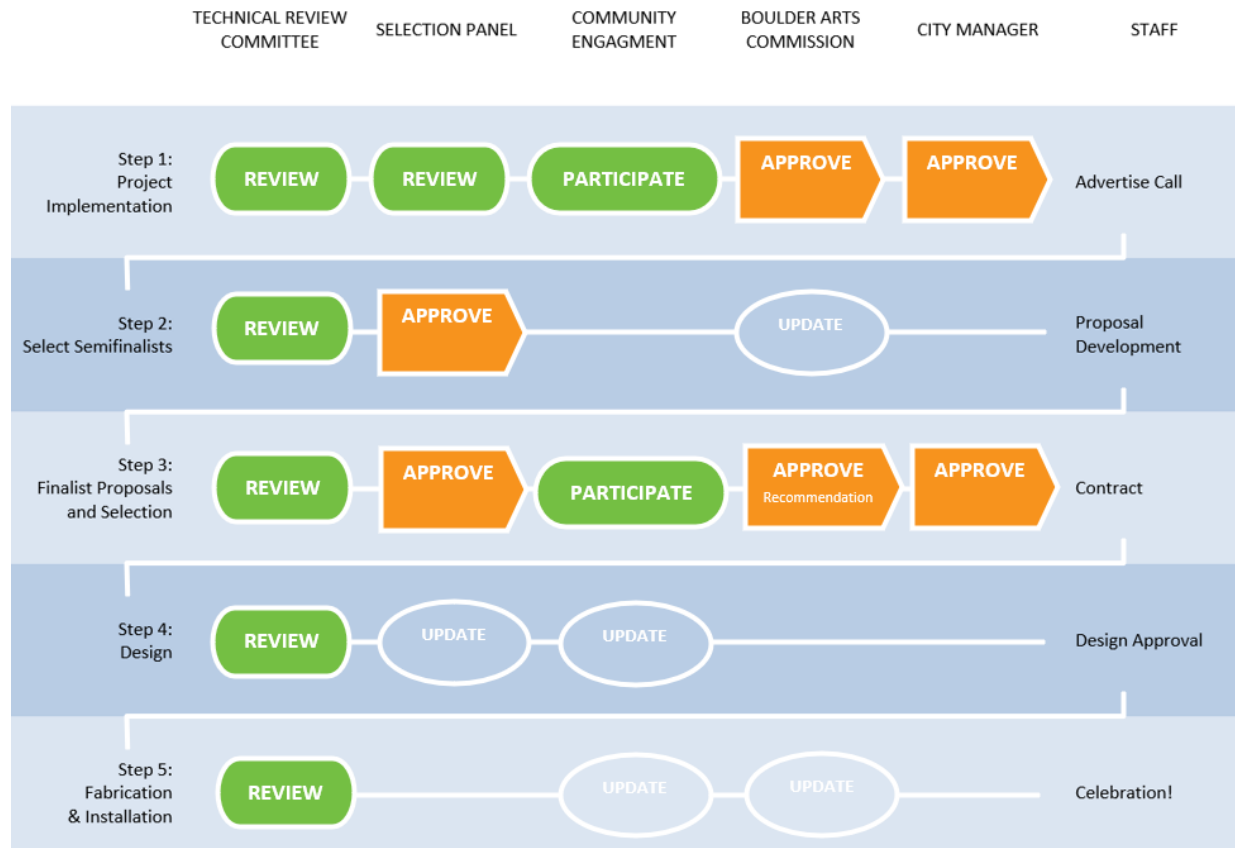 TECHNICAL REVIEW
COMMITTEE
SELECTION PANEL
COMMUNITY
ENGAGMENT
BOULDER ARTS
COMMISSION
CITY MANAGER
STAFF
Step 1:
Project
Implementation
REVIEW
REVIEW
PARTICIPATE
APPROVE
APPROVE
Advertise Call
Step 2:
Select Semifinalists
REVIEW
APPROVE
UPDATE
Proposal
Development
Step 3:
Finalist Proposals
and Selection
REVIEW
APPROVE
PARTICIPATE
APPROVE
Recommendation
APPROVE
Contract
Step 4:
Design
REVIEW
UPDATE
UPDATE
Design Approval
Step 5:
Fabrication
& Installation
REVIEW
UPDATE
UPDATE
Celebration!